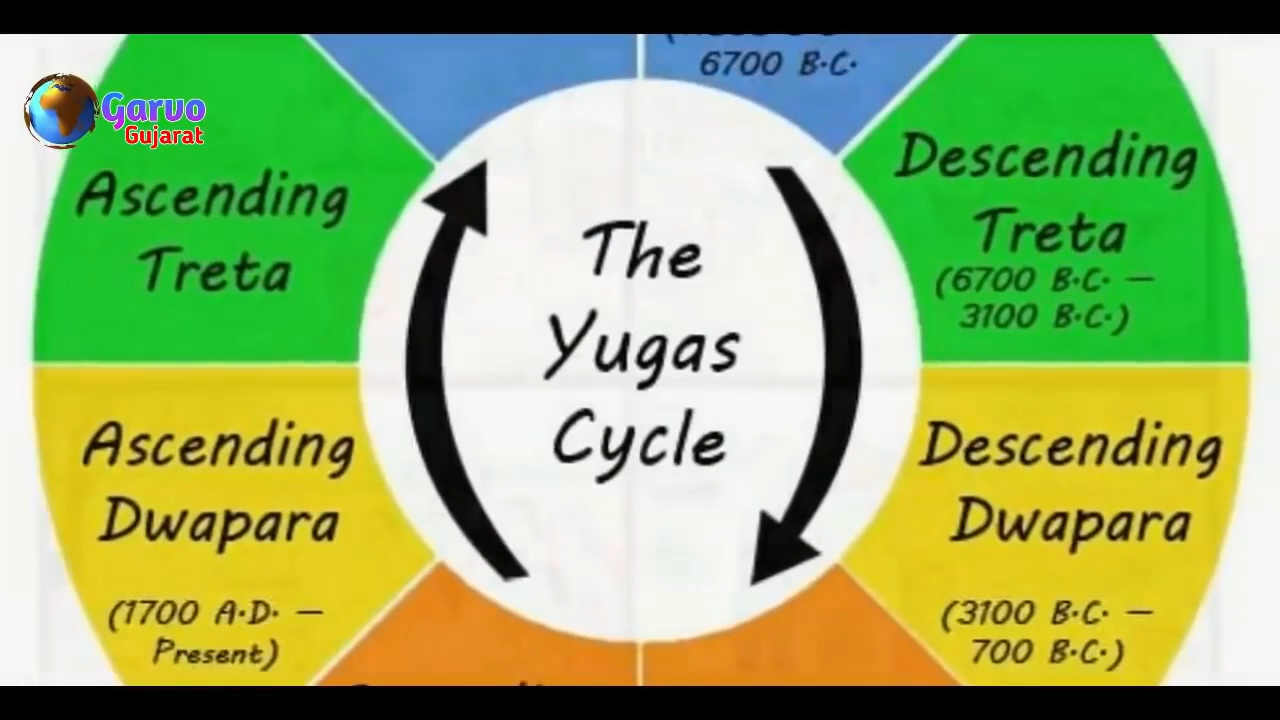 6700 B.C.
Garvo
Gujarat
Ascending
Treta
Descending
Treta
(6700 B.C. —
3100 B.C.)
The
Yugas
Cycle
Ascending
Dwapara
(1700 A.D. —
Present)
Descending
Dwapara
(3100 B.C. —
700 B.C.)